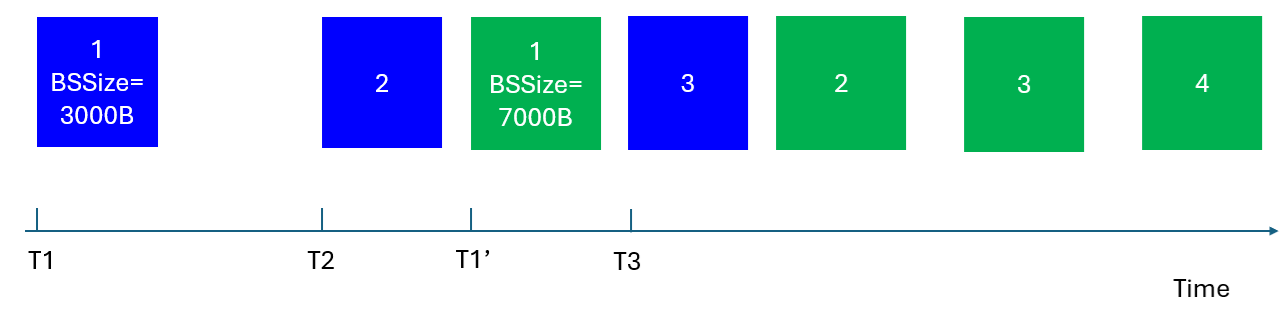 1
BSSize=
3000B
2
1
BSSize=
7000B
3
2
3
4
T1
T2
T1’
T3
Time